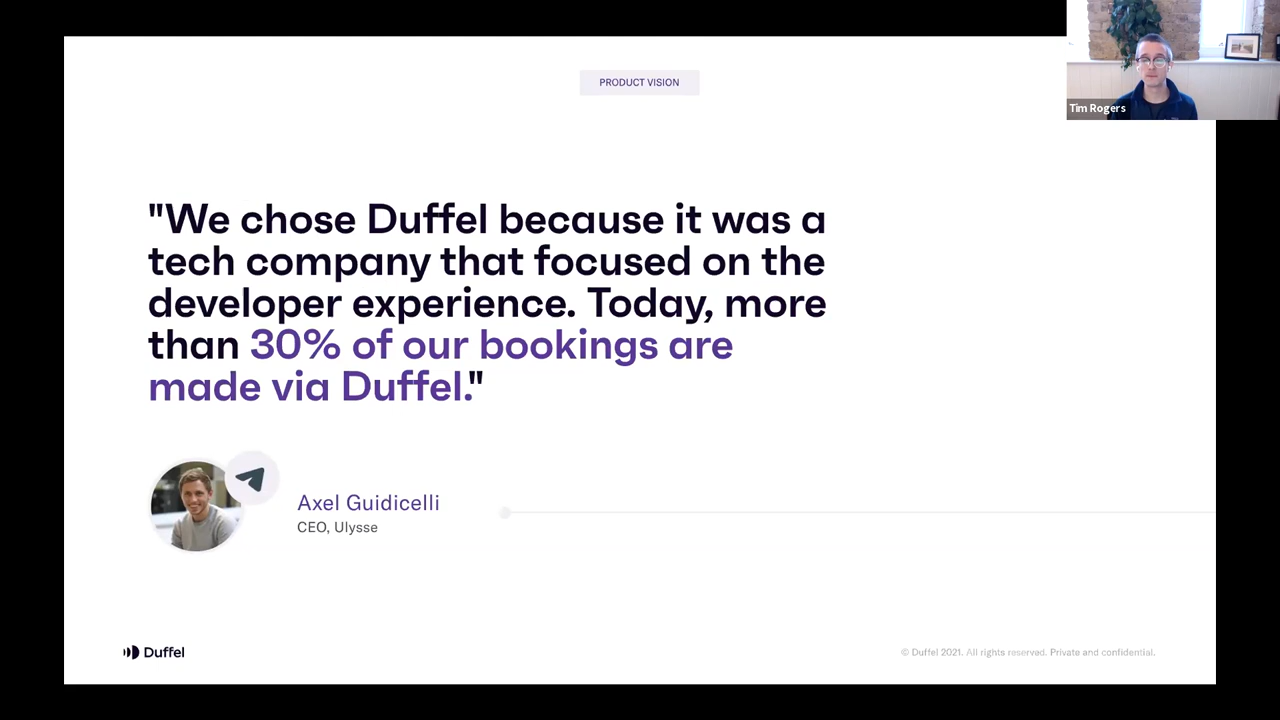 PRODUCT VISION
Tim Rogers
"We chose Duffel because it was a
tech company that focused on the
developer experience. Today, more
than 30% of our bookings are
made via Duffel."
Axel Guidicelli
CEO, Ulysse
Duffel
© Duffel 2021. All rights reserved. Private and confidential.